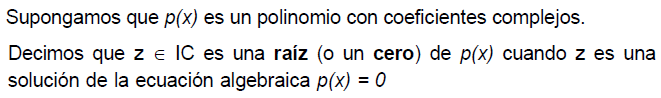 Supongamos que p(x) es un polinomio con coeficientes complejos.
Decimos que z ∈ IC es una raíz (o un cero) de p(x) cuando z es una
solución de la ecuación algebraica p(x) = 0